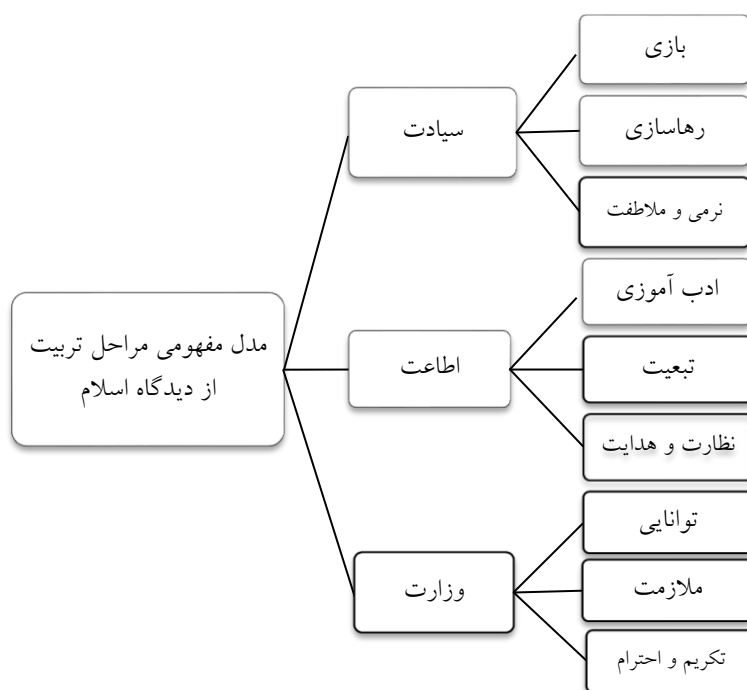 مدل مفهومی مراحل تربیت
از دیدگاه اسلام
سیادت
بازی
رهاسازی
نرمی و ملاطفت
اطاعت
ادب آموزی
تبعیت
نظارت و هدایت
وزارت
توانایی
ملازمت
تکریم و احترام